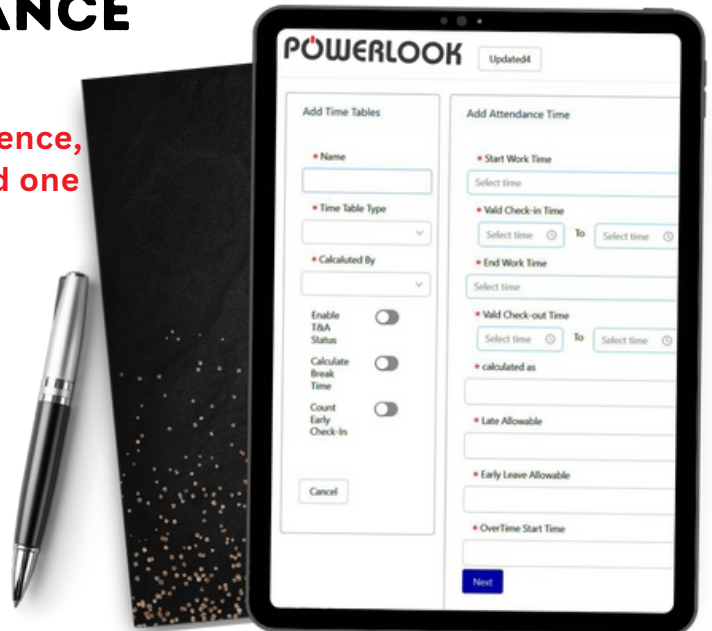 ANCE
ence,
d one
POWERLOOK
Updated4
Add Time Tables
* Name
* Time Table Type
* Calcaluted By
Enable
T&A
Status
Calculate
Break
Time
Count
Early
Check-In
Cancel
Add Attendance Time
* Start Work Time
Select time
* Vald Check-in Time
Select time To Select time
* End Work Time
Select time
* Vald Check-out Time
Select time To Select time
* calculated as
* Late Allowable
* Early Leave Allowable
* OverTime Start Time
Next